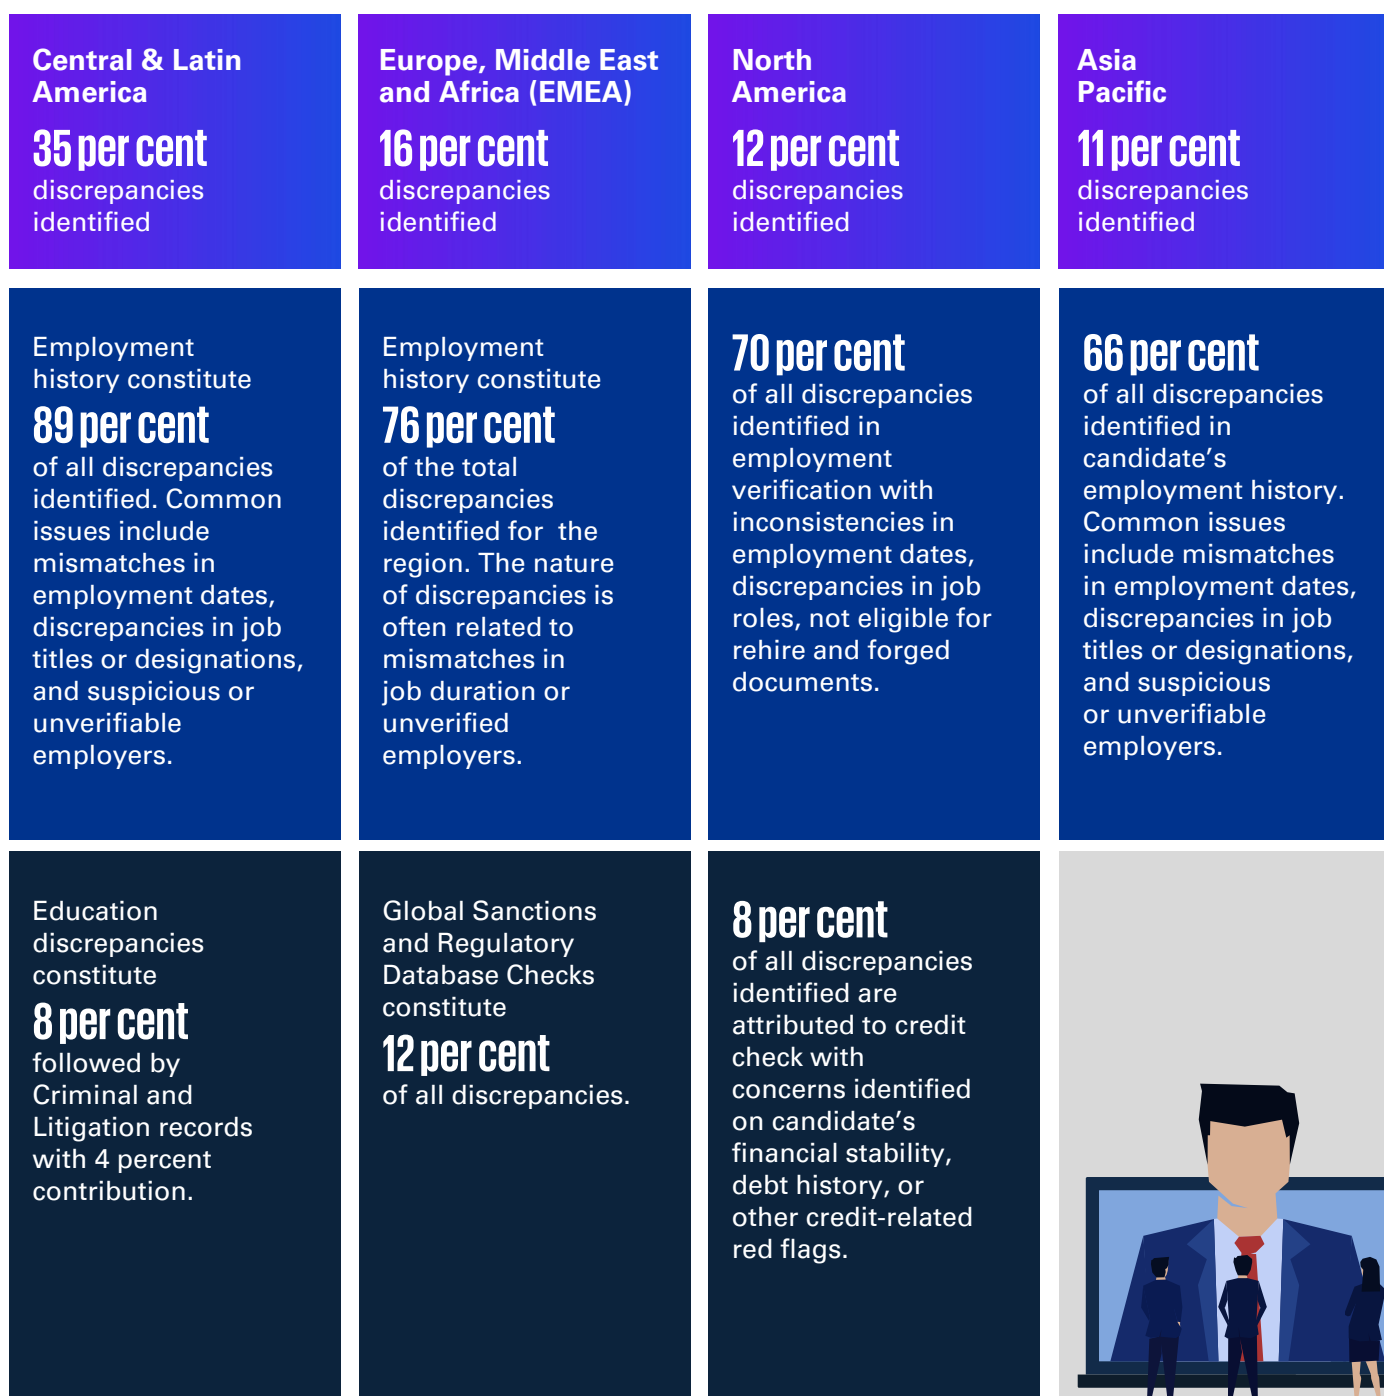 Central & Latin
America
35 per cent
discrepancies
identified
Employment
history constitute
89 per cent
of all discrepancies
identified. Common
issues include
mismatches in
employment dates,
discrepancies in job
titles or designations,
and suspicious or
unverifiable
employers.
Education
discrepancies
constitute
8 per cent
followed by
Criminal and
Litigation records
with 4 percent
contribution.
Europe, Middle East
and Africa (EMEA)
16 per cent
discrepancies
identified
Employment
history constitute
76 per cent
of the total
discrepancies
identified for  the
region. The nature
of discrepancies is
often related to
mismatches in
job duration or
unverified
employers.
Global Sanctions
and Regulatory
Database Checks
constitute
12 per cent
of all discrepancies.
North
America
12 per cent
discrepancies
identified
70 per cent
of all discrepancies
identified in
employment
verification with
inconsistencies in
employment dates,
discrepancies in job
roles, not eligible for
rehire and forged
documents.
8 per cent
of all discrepancies
identified are
attributed to credit
check with
concerns identified
on candidate’s
financial stability,
debt history, or
other credit-related
red flags.
Asia
Pacific
11 per cent
discrepancies
identified
66 per cent
of all discrepancies
identified in
candidate’s
employment history.
Common issues
include mismatches
in employment dates,
discrepancies in job
titles or designations,
and suspicious
or unverifiable
employers.